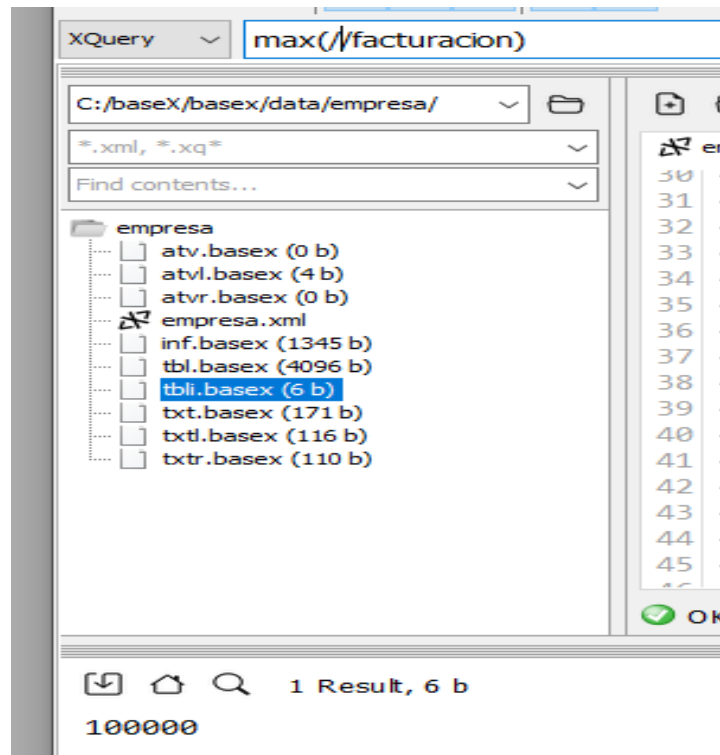 XQuery max(//facturacion)
C:/baseX/basex/data/empresa/
*.xml, *.xq*
Find contents...
empresa
atv.basex (0 b)
atvl.basex (4 b)
atvr.basex (0 b)
empresa.xml
inf.basex (1345 b)
tbl.basex (4096 b)
tbli.basex (6 b)
txt.basex (171 b)
txtl.basex (116 b)
txtr.basex (110 b)
30
31
32
33
34
35
36
37
38
39
40
41
42
43
44
45
OK
1 Result, 6 b
100000